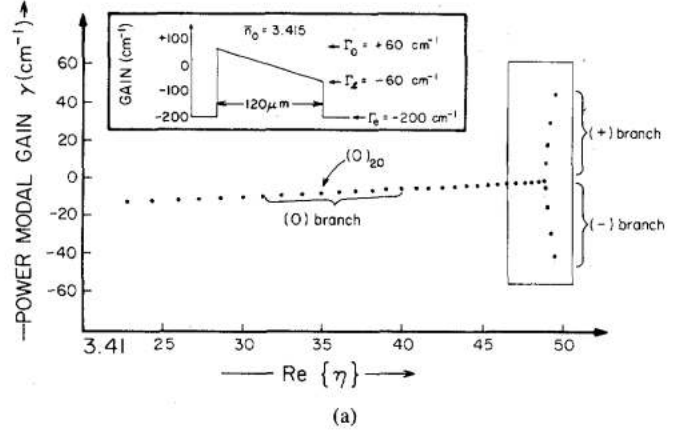 (a)
n̄₀ = 3.415
GAIN (cm⁻¹)
+100
0
-100
-200
Γ₀ = +60 cm⁻¹
Γℓ = -60 cm⁻¹
Γₑ = -200 cm⁻¹
120μm
POWER MODAL GAIN γ (cm⁻¹)
60
40
20
0
-20
-40
-60
(0)₂₀
(0) branch
(+) branch
(-) branch
3.41 25 30 35 40 45 50
Re {η}
(a)